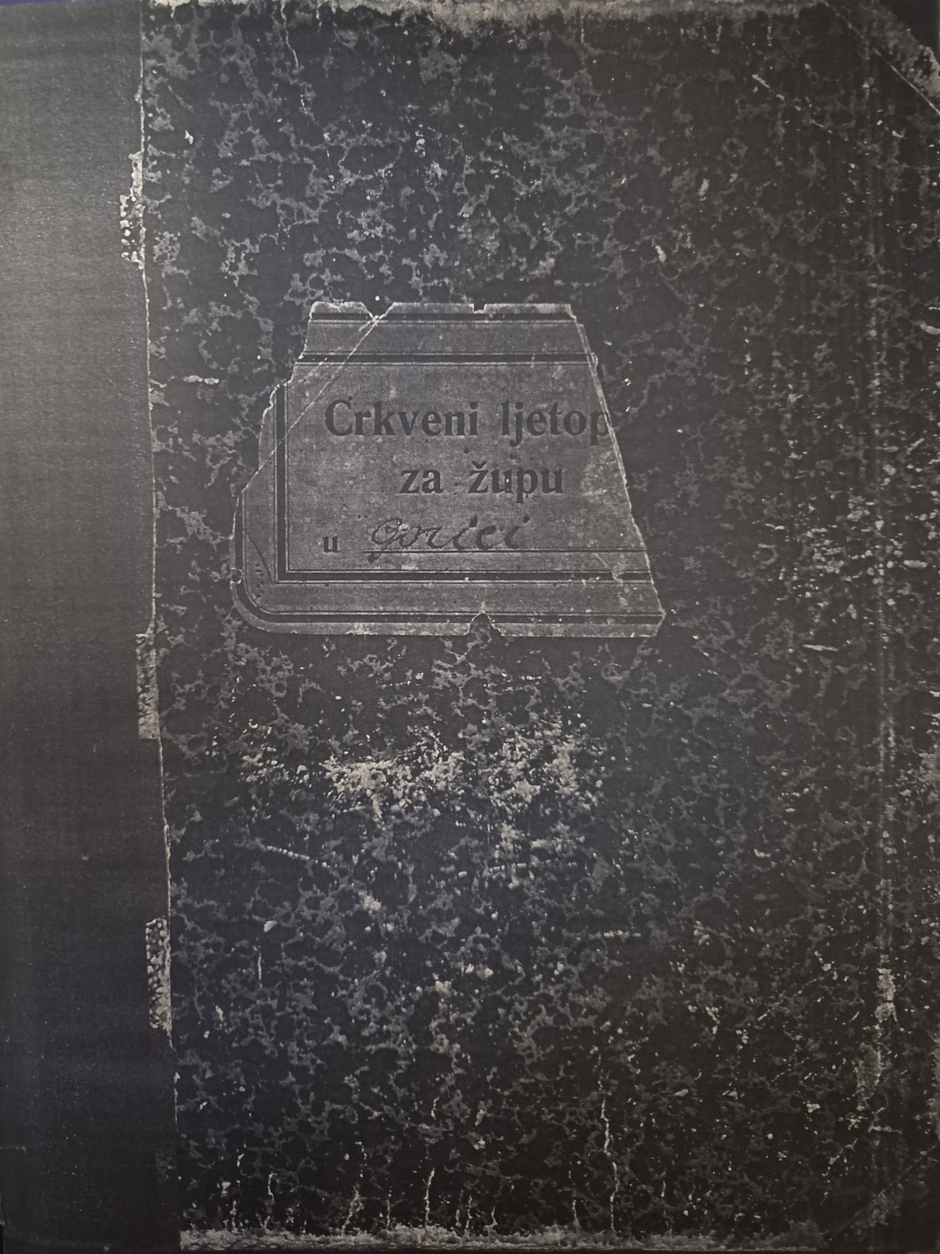 Crkveni ljetop
za župu
u Gorici